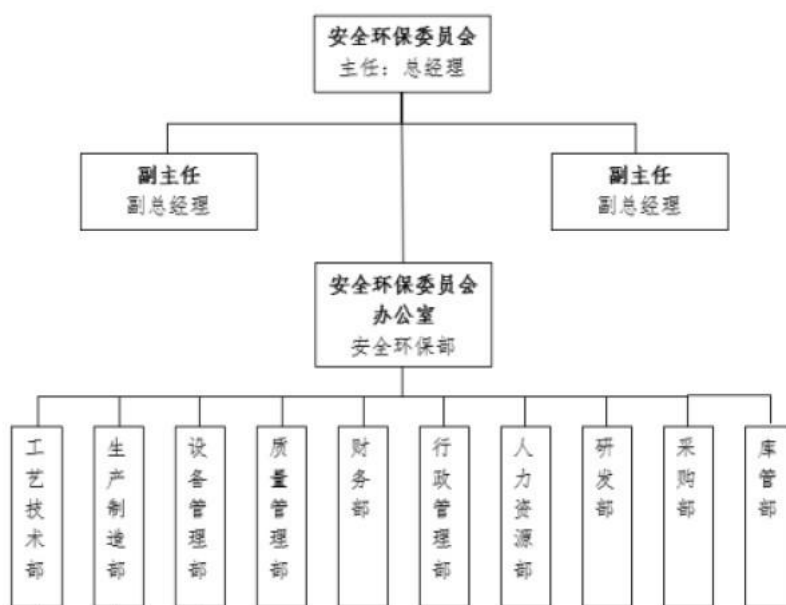 安全环保委员会
主任：总经理
副主任
副总经理
副主任
副总经理
安全环保委员会
办公室
安全环保部
工艺技术部
生产制造部
设备管理部
质量管理部
财务部
行政管理部
人力资源部
研发部
采购部
库管部